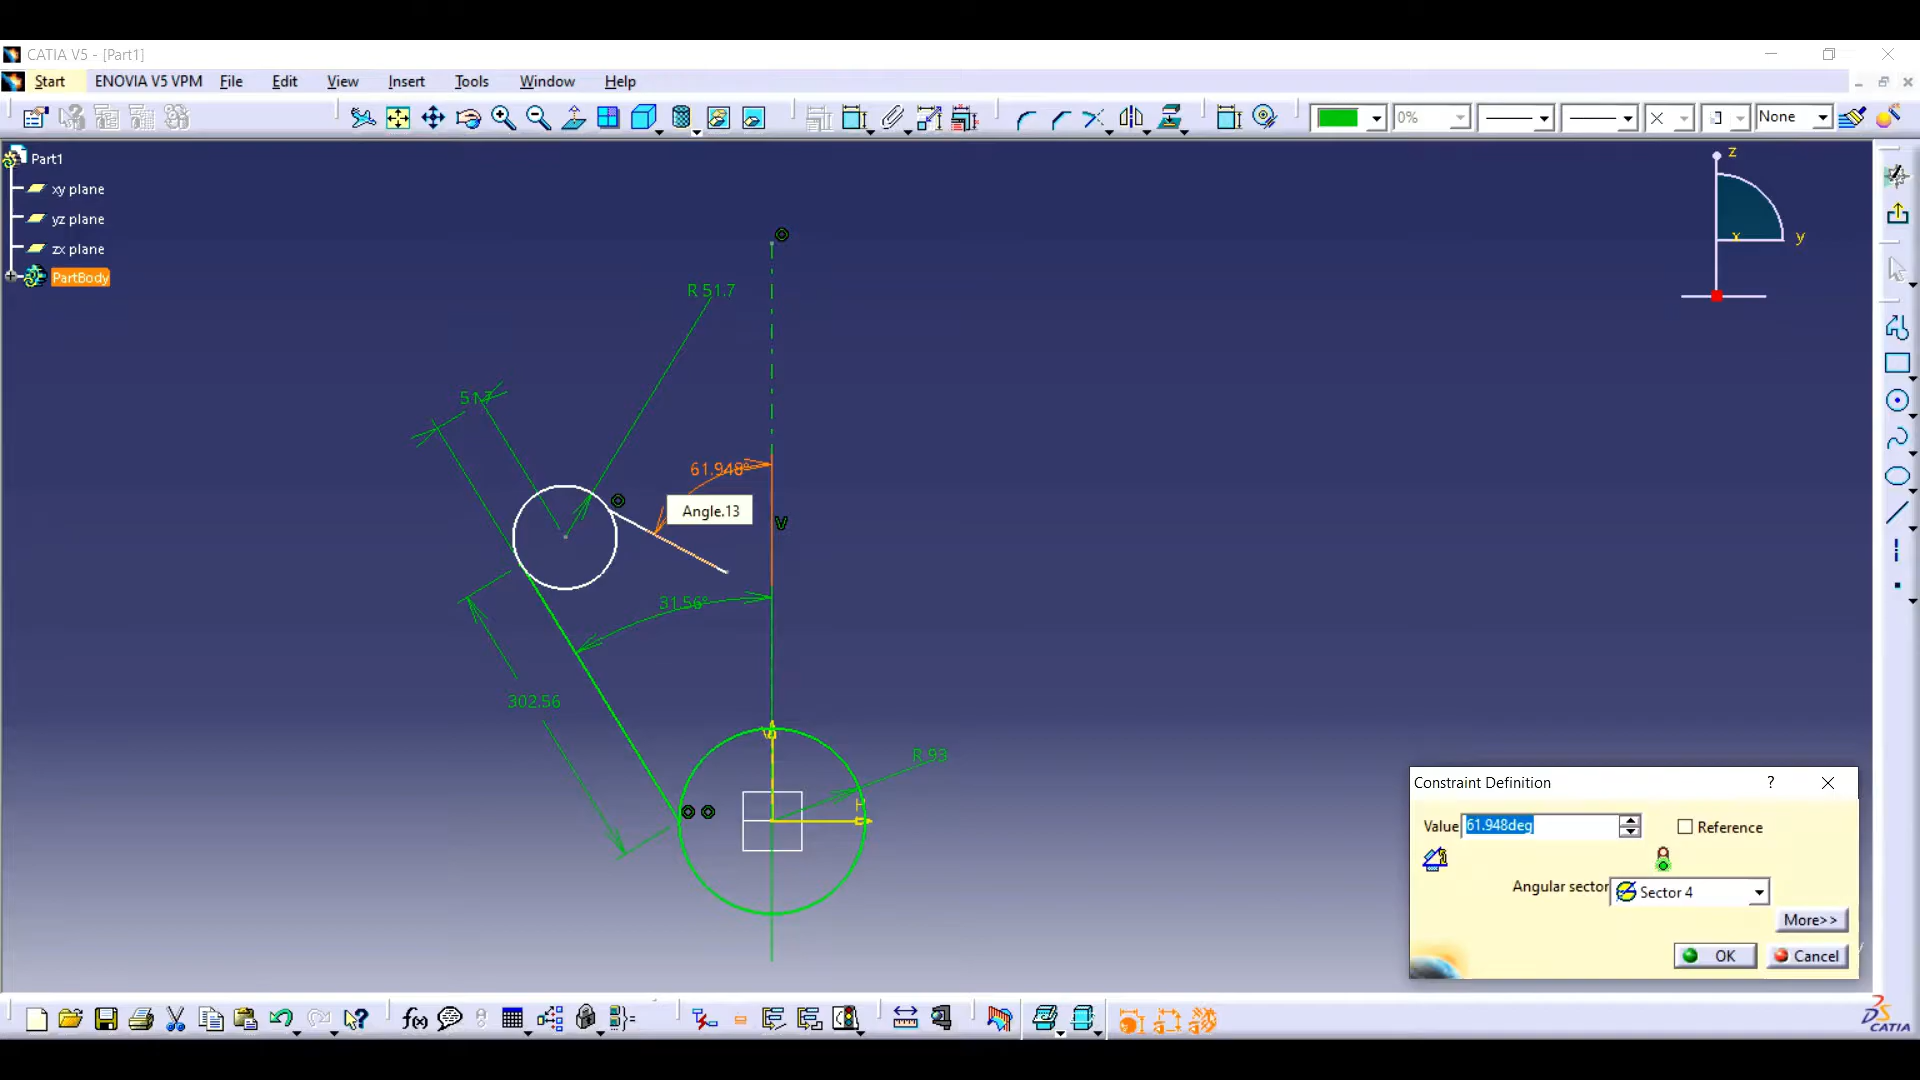 CATIA V5 - [Part1]
Start ENOVIA V5 VPM File Edit View Insert Tools Window Help
0% None
Part1
xy plane
yz plane
zx plane
PartBody
z
x y
R 51.7
51.7
61.948°
Angle.13
V
31.56°
302.56
R 93
V
H
Constraint Definition ?
Value 61.948deg Reference
Angular sector Sector 4
More>>
OK Cancel
f(x)
CATIA